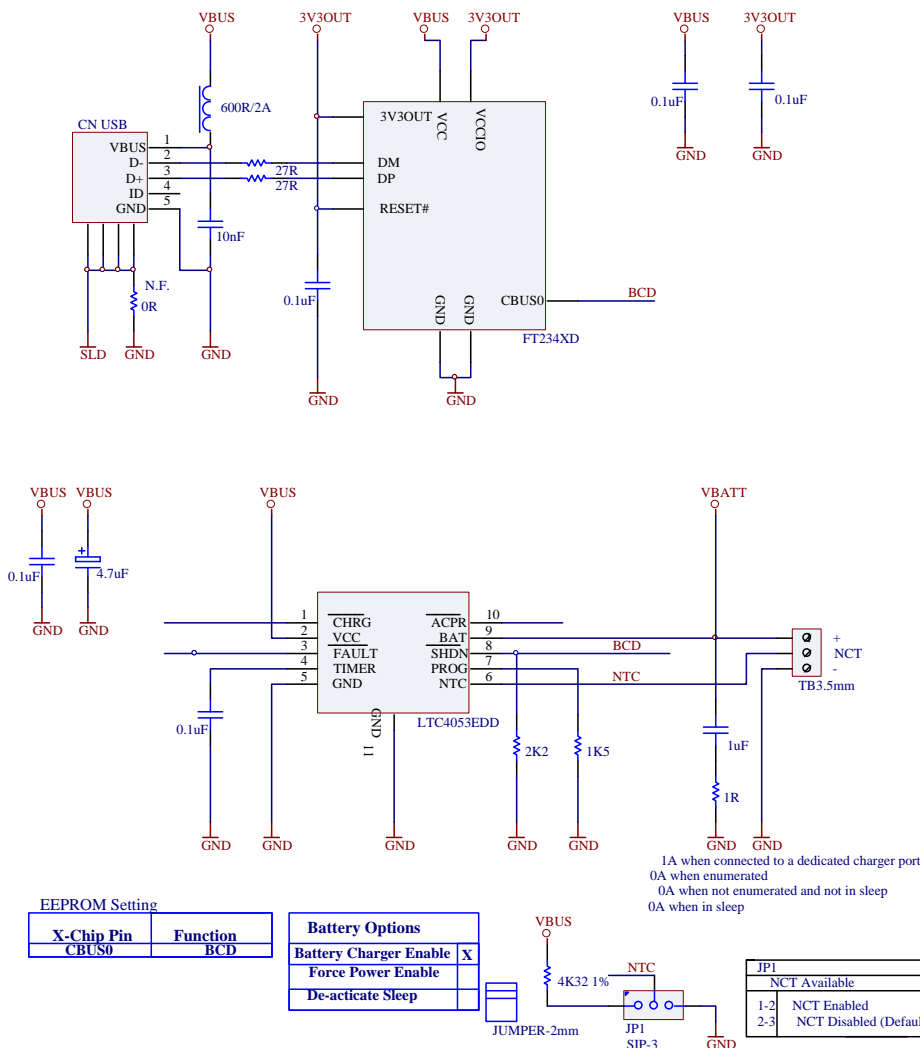 VBUS
3V3OUT
VBUS
3V3OUT
VBUS
3V3OUT
600R/2A
0.1uF
0.1uF
GND
GND
CN USB
VBUS 1
D- 2
D+ 3
ID 4
GND 5
27R
27R
10nF
N.F.
0R
SLD
GND
GND
0.1uF
GND
3V3OUT
VCC
VCCIO
DM
DP
RESET#
CBUS0
BCD
GND
GND
FT234XD
GND
VBUS
VBUS
VBUS
VBATT
0.1uF
4.7uF
GND
GND
1 CHRG
2 VCC
3 FAULT
4 TIMER
5 GND
ACPR 10
BAT 9
SHDN 8
PROG 7
NTC 6
GND 11
LTC4053EDD
BCD
NTC
+
NCT
-
TB3.5mm
0.1uF
2K2
1K5
1uF
1R
GND
GND
GND
GND
GND
GND
GND
1A when connected to a dedicated charger port
0A when enumerated
0A when not enumerated and not in sleep
0A when in sleep
EEPROM Setting
X-Chip Pin Function
CBUS0 BCD
Battery Options
Battery Charger Enable X
Force Power Enable
De-acticate Sleep
JUMPER-2mm
VBUS
4K32 1%
NTC
JP1
SIP-3
GND
JP1
NCT Available
1-2 NCT Enabled
2-3 NCT Disabled (Defau